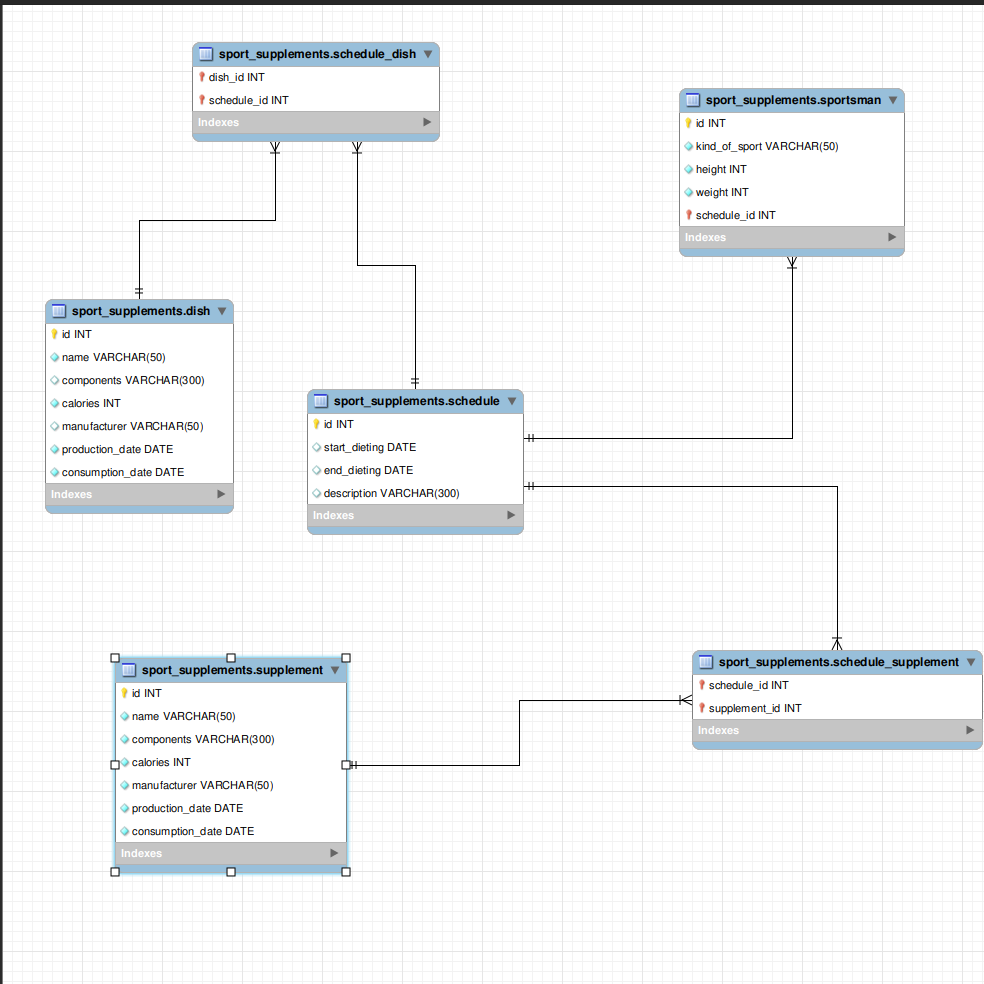 sport_supplements.schedule_dish
dish_id INT
schedule_id INT
Indexes
sport_supplements.sportsman
id INT
kind_of_sport VARCHAR(50)
height INT
weight INT
schedule_id INT
Indexes
sport_supplements.dish
id INT
name VARCHAR(50)
components VARCHAR(300)
calories INT
manufacturer VARCHAR(50)
production_date DATE
consumption_date DATE
Indexes
sport_supplements.schedule
id INT
start_dieting DATE
end_dieting DATE
description VARCHAR(300)
Indexes
sport_supplements.supplement
id INT
name VARCHAR(50)
components VARCHAR(300)
calories INT
manufacturer VARCHAR(50)
production_date DATE
consumption_date DATE
Indexes
sport_supplements.schedule_supplement
schedule_id INT
supplement_id INT
Indexes